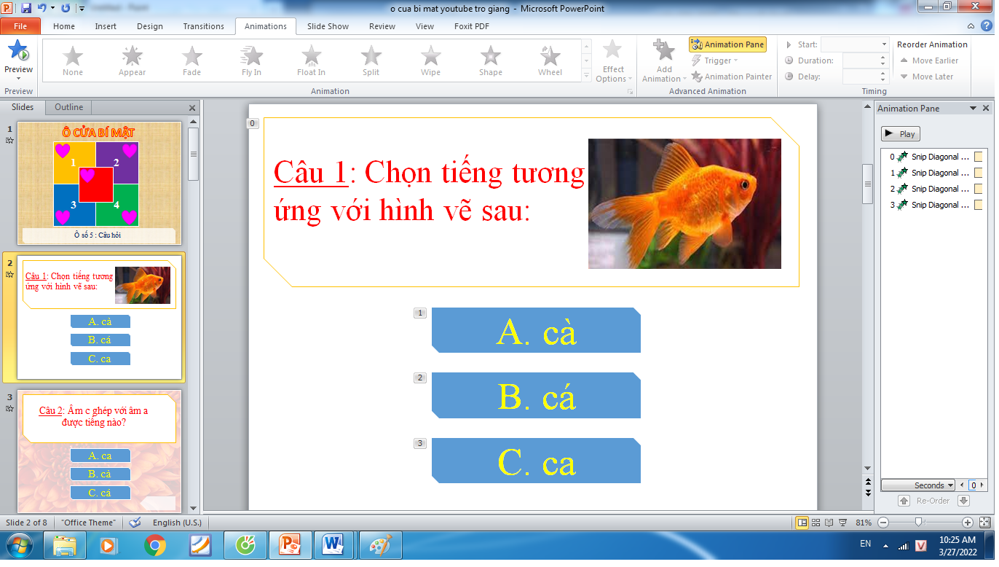 o cua bi mat youtube tro giang - Microsoft PowerPoint
File Home Insert Design Transitions Animations Slide Show Review View Foxit PDF
Preview
None Appear Fade Fly In Float In Split Wipe Shape Wheel
Effect Options
Add Animation
Animation Pane
Trigger
Animation Painter
Start:
Duration:
Delay:
Reorder Animation
Move Earlier
Move Later
Preview Animation Advanced Animation Timing
Slides Outline
1
Ô CỬA BÍ MẬT
1 2
3 4
Ô số 5 : Câu hỏi
2
Câu 1: Chọn tiếng tương
ứng với hình vẽ sau:
A. cà
B. cá
C. ca
3
Câu 2: Âm c ghép với âm a
được tiếng nào?
A. ca
B. cà
C. cá
0
Câu 1: Chọn tiếng tương
ứng với hình vẽ sau:
1
A. cà
2
B. cá
3
C. ca
Animation Pane
Play
0 Snip Diagonal ...
1 Snip Diagonal ...
2 Snip Diagonal ...
3 Snip Diagonal ...
Seconds 0
Re-Order
Slide 2 of 8 "Office Theme" English (U.S.) 81%
EN 10:25 AM
3/27/2022